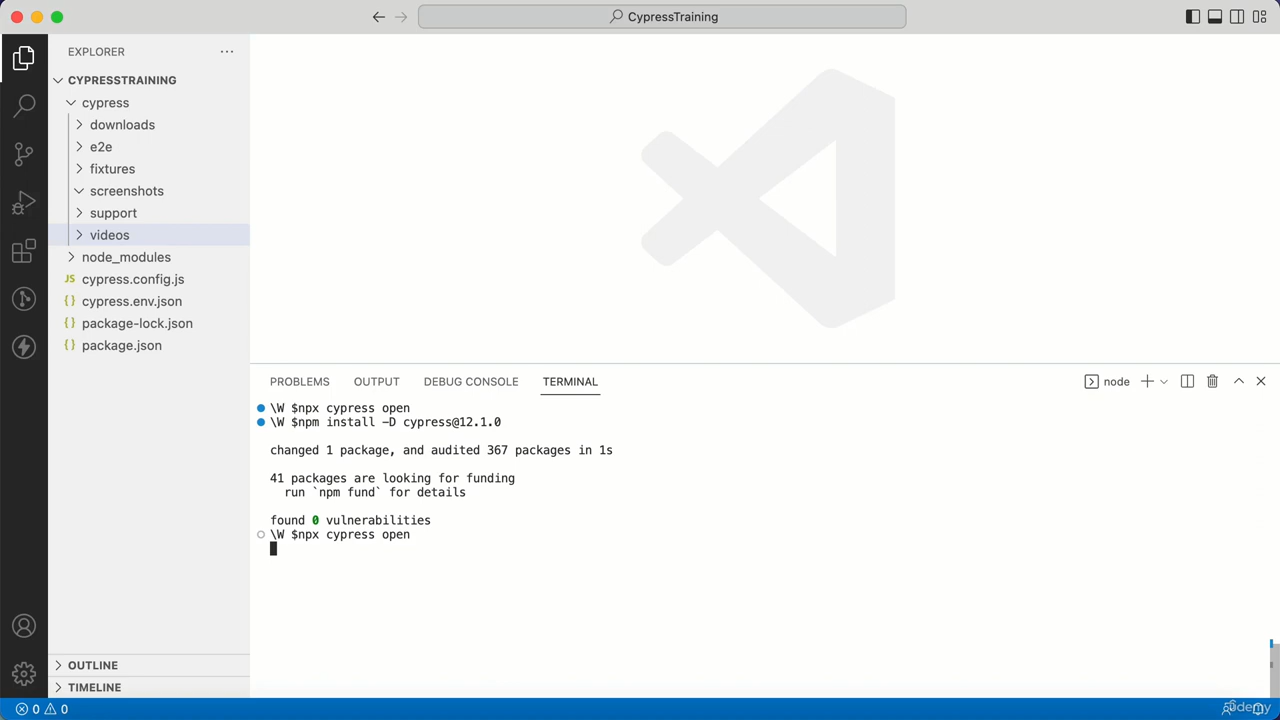 CypressTraining
EXPLORER
CYPRESSTRAINING
cypress
downloads
e2e
fixtures
screenshots
support
videos
node_modules
JS cypress.config.js
{} cypress.env.json
{} package-lock.json
{} package.json
OUTLINE
TIMELINE
PROBLEMS OUTPUT DEBUG CONSOLE TERMINAL
node
\W $npx cypress open
\W $npm install -D cypress@12.1.0
changed 1 package, and audited 367 packages in 1s
41 packages are looking for funding
run `npm fund` for details
found 0 vulnerabilities
\W $npx cypress open
0 0
Udemy